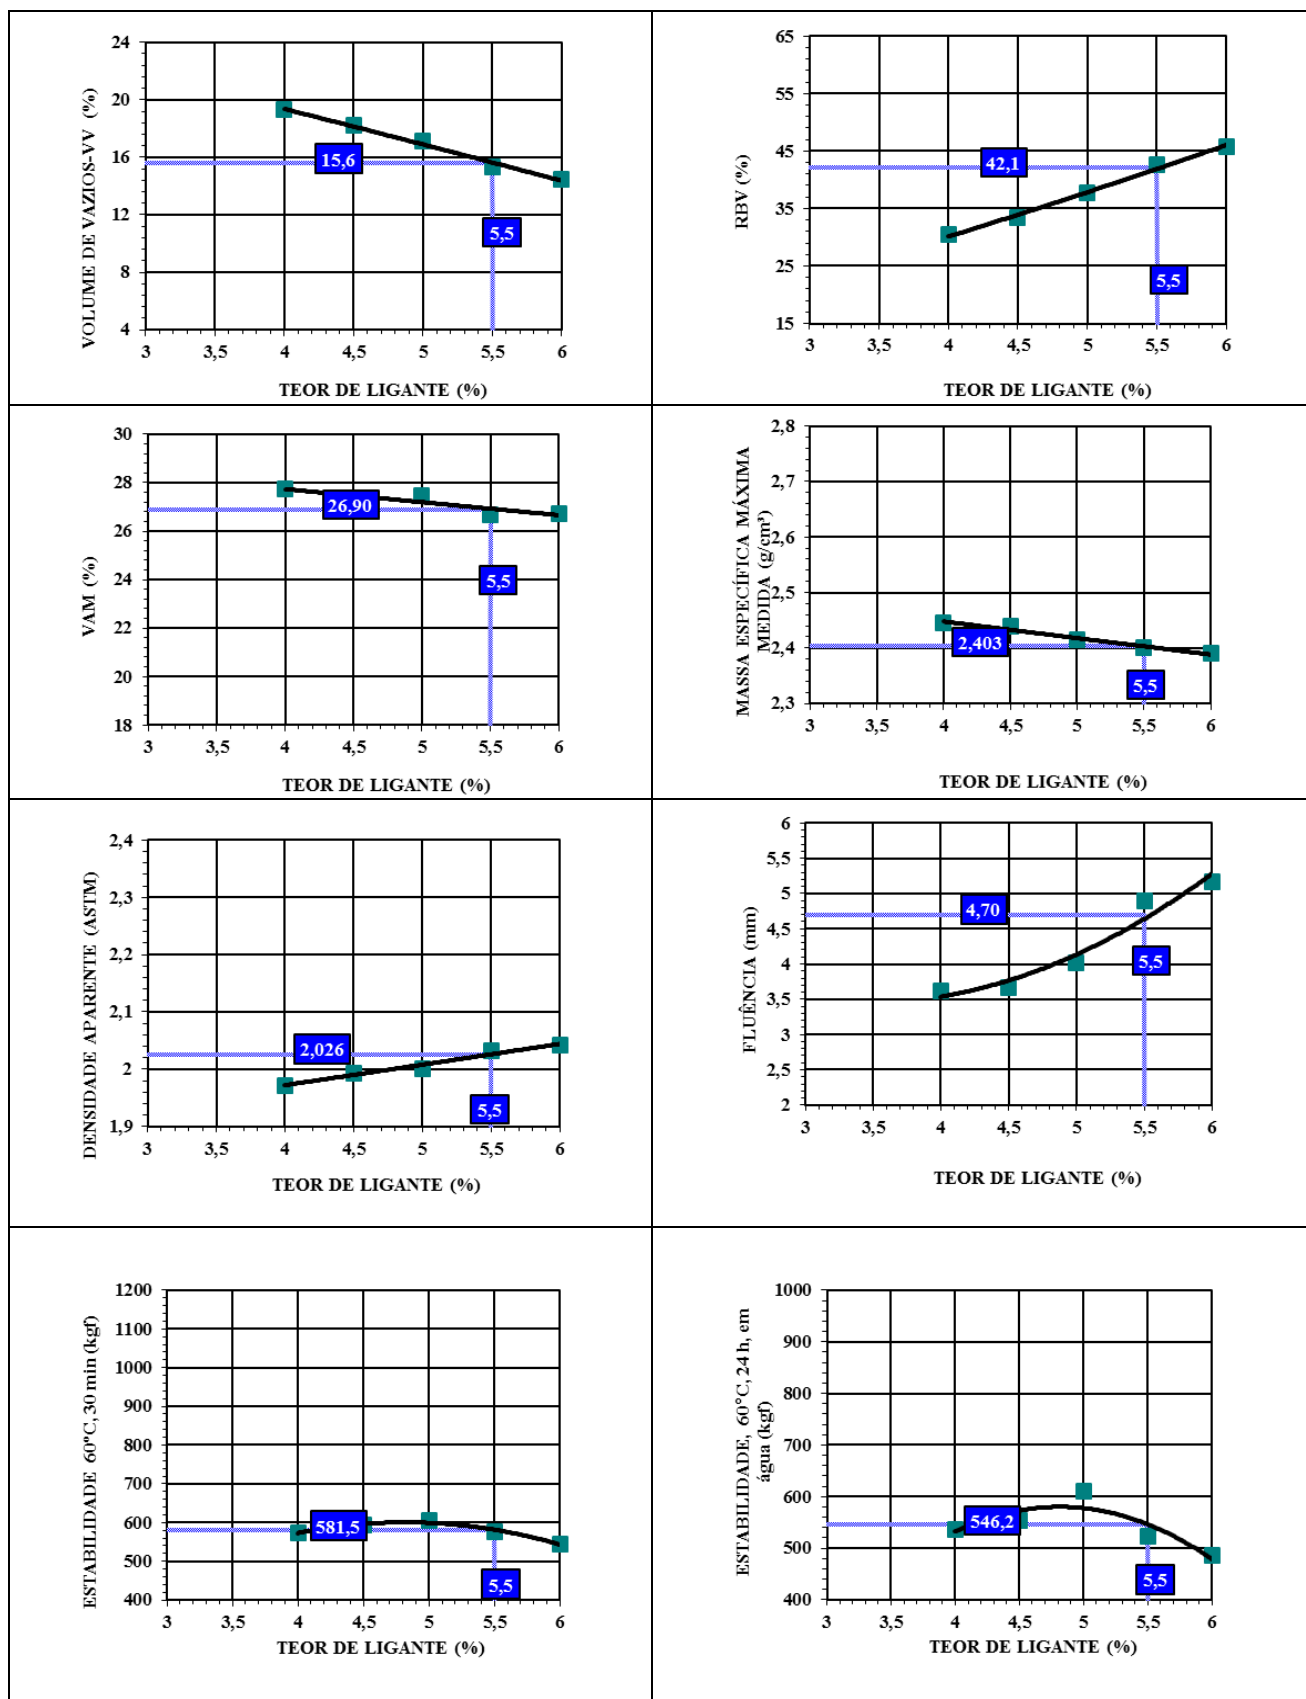 24
20
16
12
8
4
15,6
5,5
3 3,5 4 4,5 5 5,5 6
VOLUME DE VAZIOS-VV (%)
TEOR DE LIGANTE (%)
65
55
45
35
25
15
42,1
5,5
3 3,5 4 4,5 5 5,5 6
RBV (%)
TEOR DE LIGANTE (%)
30
28
26
24
22
20
18
26,90
5,5
3 3,5 4 4,5 5 5,5 6
VAM (%)
TEOR DE LIGANTE (%)
2,8
2,7
2,6
2,5
2,4
2,3
2,403
5,5
3 3,5 4 4,5 5 5,5 6
MASSA ESPECÍFICA MÁXIMA
MEDIDA (g/cm³)
TEOR DE LIGANTE (%)
2,4
2,3
2,2
2,1
2
1,9
2,026
5,5
3 3,5 4 4,5 5 5,5 6
DENSIDADE APARENTE (ASTM)
TEOR DE LIGANTE (%)
6
5,5
5
4,5
4
3,5
3
2,5
2
4,70
5,5
3 3,5 4 4,5 5 5,5 6
FLUÊNCIA (mm)
TEOR DE LIGANTE (%)
1200
1100
1000
900
800
700
600
500
400
581,5
5,5
3 3,5 4 4,5 5 5,5 6
ESTABILIDADE 60ºC, 30 min (kgf)
TEOR DE LIGANTE (%)
1000
900
800
700
600
500
400
546,2
5,5
3 3,5 4 4,5 5 5,5 6
ESTABILIDADE, 60°C, 24 h, em
água (kgf)
TEOR DE LIGANTE (%)